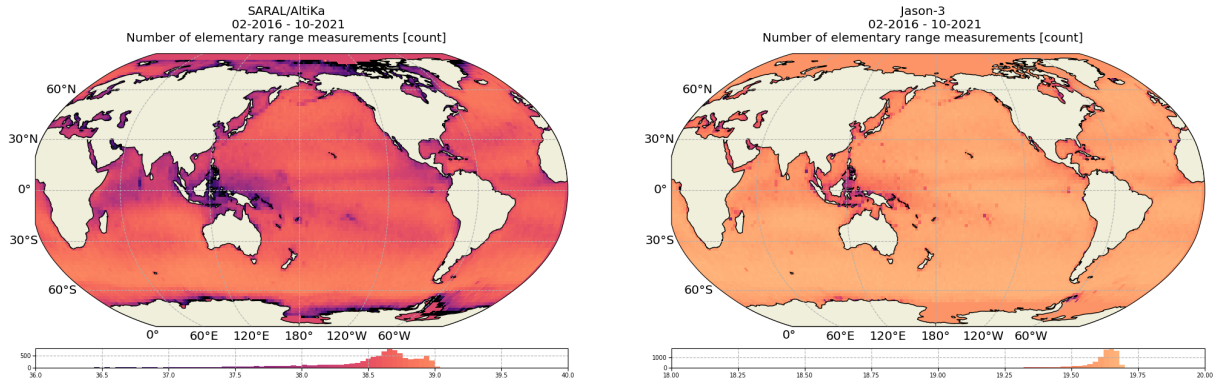 SARAL/AltiKa
02-2016 - 10-2021
Number of elementary range measurements [count]
60°N
30°N
0°
30°S
60°S
0° 60°E 120°E 180° 120°W 60°W
500
0
36.0 36.5 37.0 37.5 38.0 38.5 39.0 39.5 40.0
Jason-3
02-2016 - 10-2021
Number of elementary range measurements [count]
60°N
30°N
0°
30°S
60°S
0° 60°E 120°E 180° 120°W 60°W
1000
0
18.00 18.25 18.50 18.75 19.00 19.25 19.50 19.75 20.00